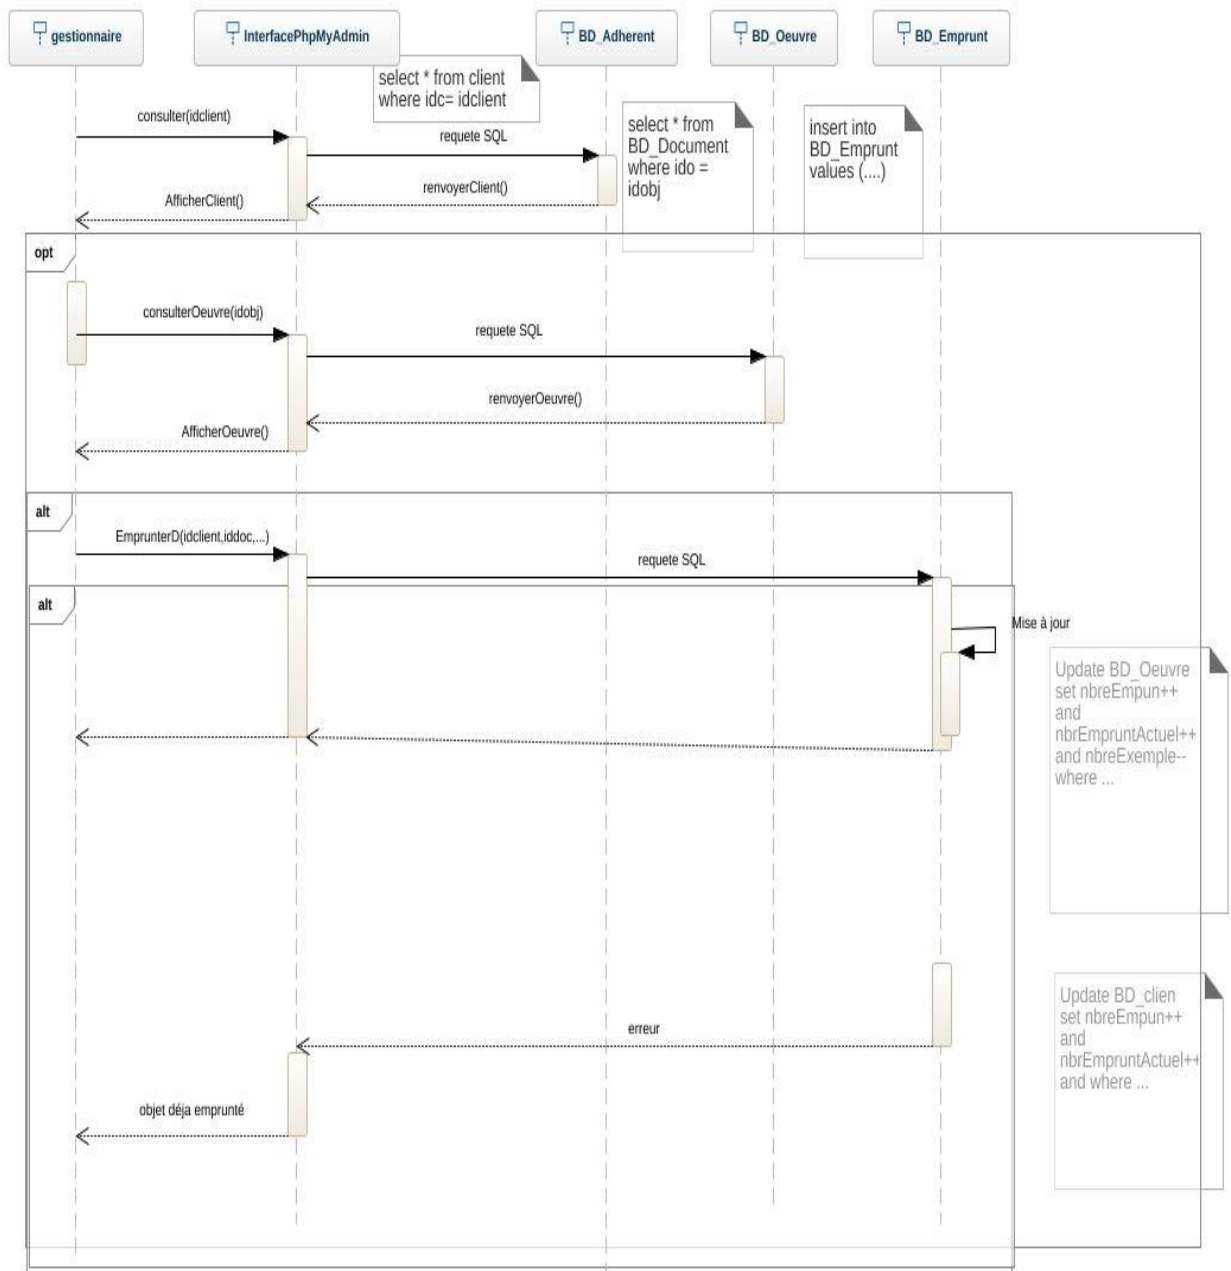 gestionnaire
InterfacePhpMyAdmin
BD_Adherent
BD_Oeuvre
BD_Emprunt
select * from client
where idc= idclient
consulter(idclient)
requete SQL
select * from
BD_Document
where ido =
idobj
insert into
BD_Emprunt
values (....)
renvoyerClient()
AfficherClient()
opt
consulterOeuvre(idobj)
requete SQL
renvoyerOeuvre()
AfficherOeuvre()
alt
EmprunterD(idclient,iddoc,...)
requete SQL
alt
Mise à jour
Update BD_Oeuvre
set nbreEmpun++
and
nbrEmpruntActuel++
and nbreExemple--
where ...
Update BD_clien
set nbreEmpun++
and
nbrEmpruntActuel++
and where ...
erreur
objet déja emprunté